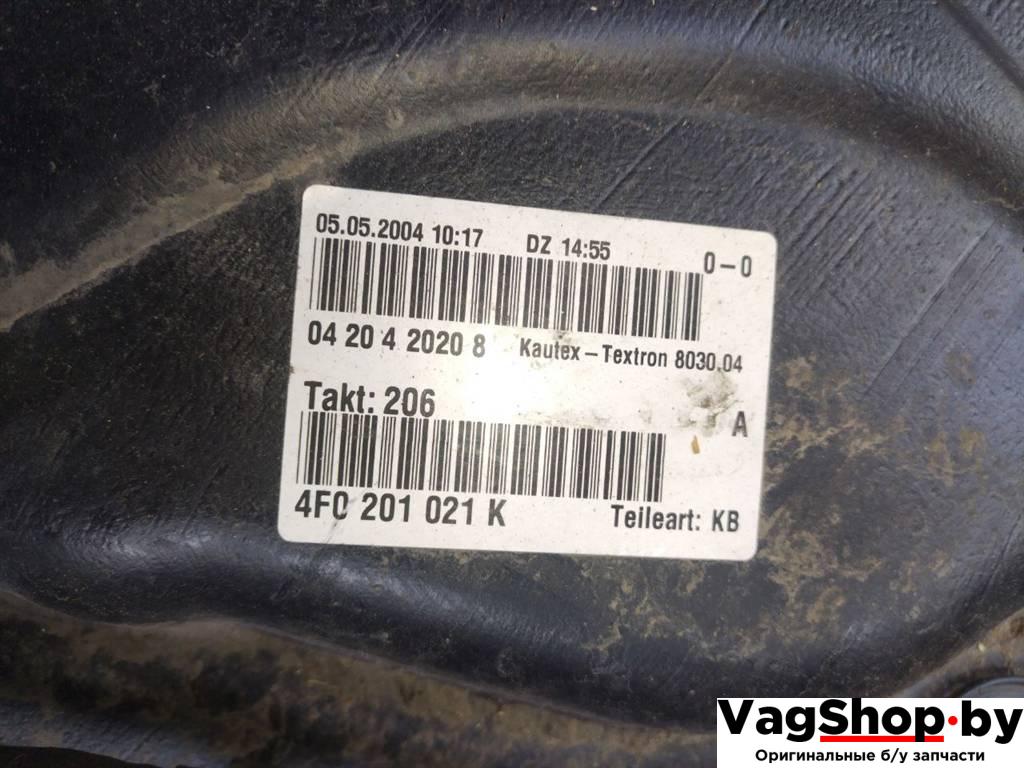 05.05.2004 10:17 DZ 14:55 0-0
04 20 4 2020 8 Kautex-Textron 8030.04
Takt: 206
A
4F0 201 021 K Teileart: KB
VagShop.by
Оригинальные б/у запчасти